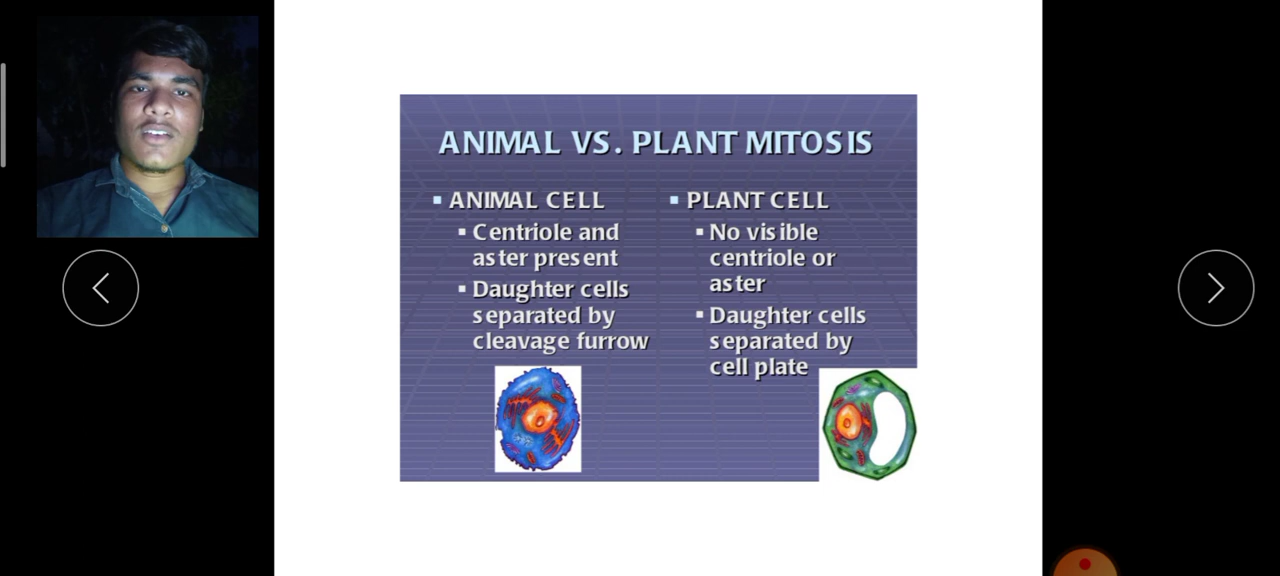 ANIMAL VS. PLANT MITOSIS
ANIMAL CELL
Centriole and
aster present
Daughter cells
separated by
cleavage furrow
PLANT CELL
No visible
centriole or
aster
Daughter cells
separated by
cell plate